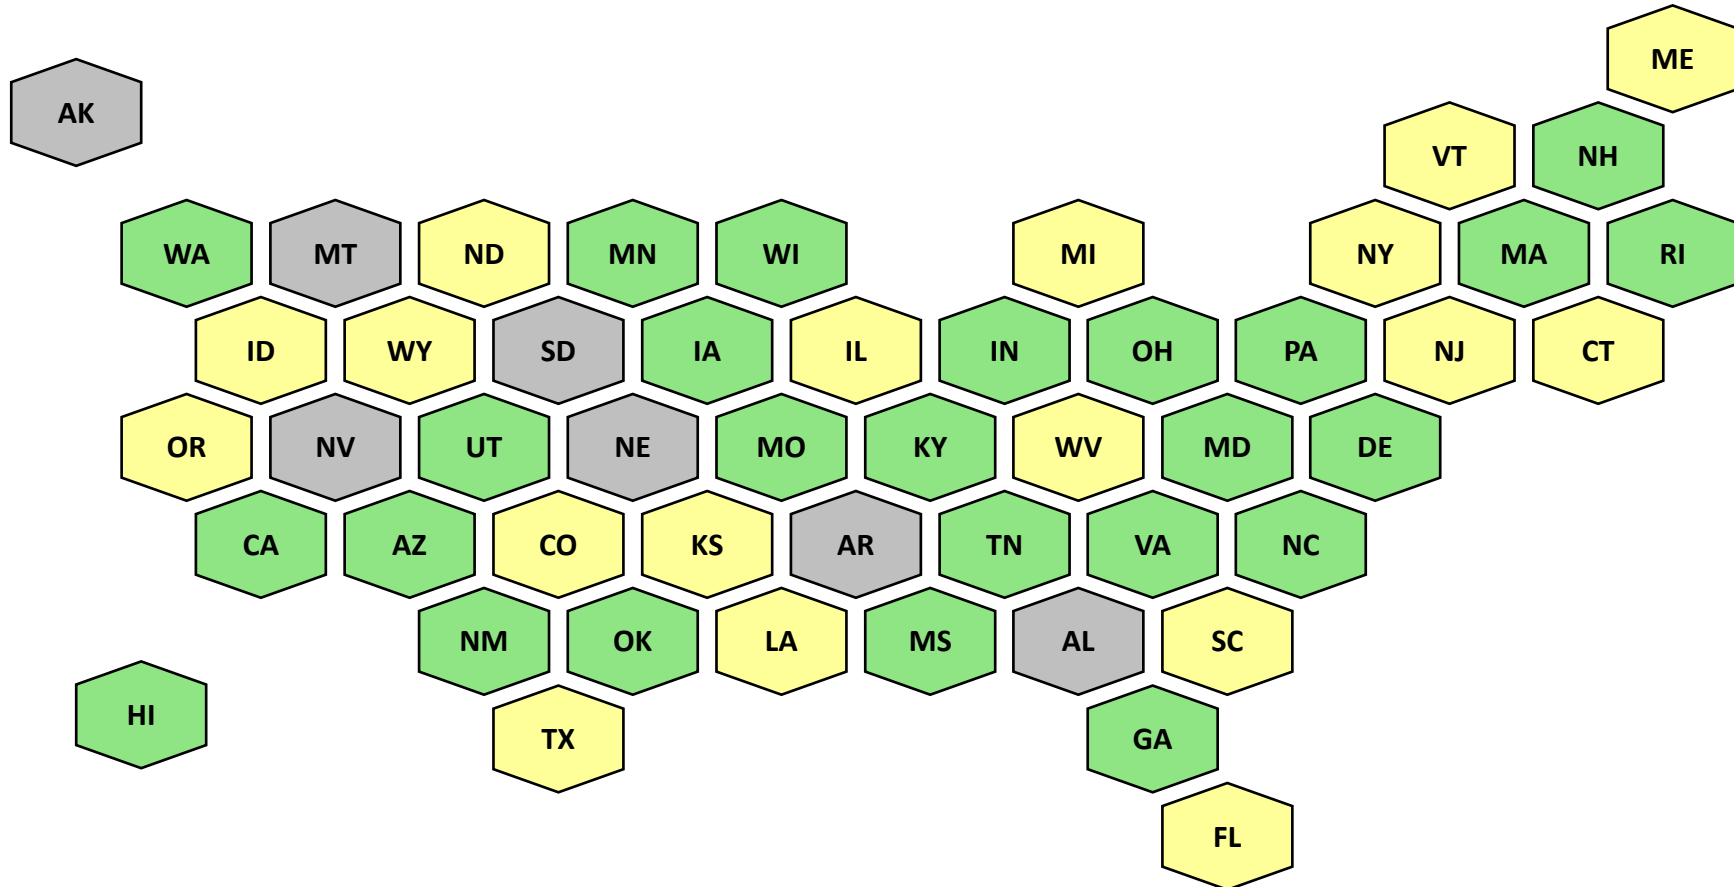 ME
AK
VT NH
WA MT ND MN WI MI NY MA RI
ID WY SD IA IL IN OH PA NJ CT
OR NV UT NE MO KY WV MD DE
CA AZ CO KS AR TN VA NC
NM OK LA MS AL SC
HI
TX GA
FL